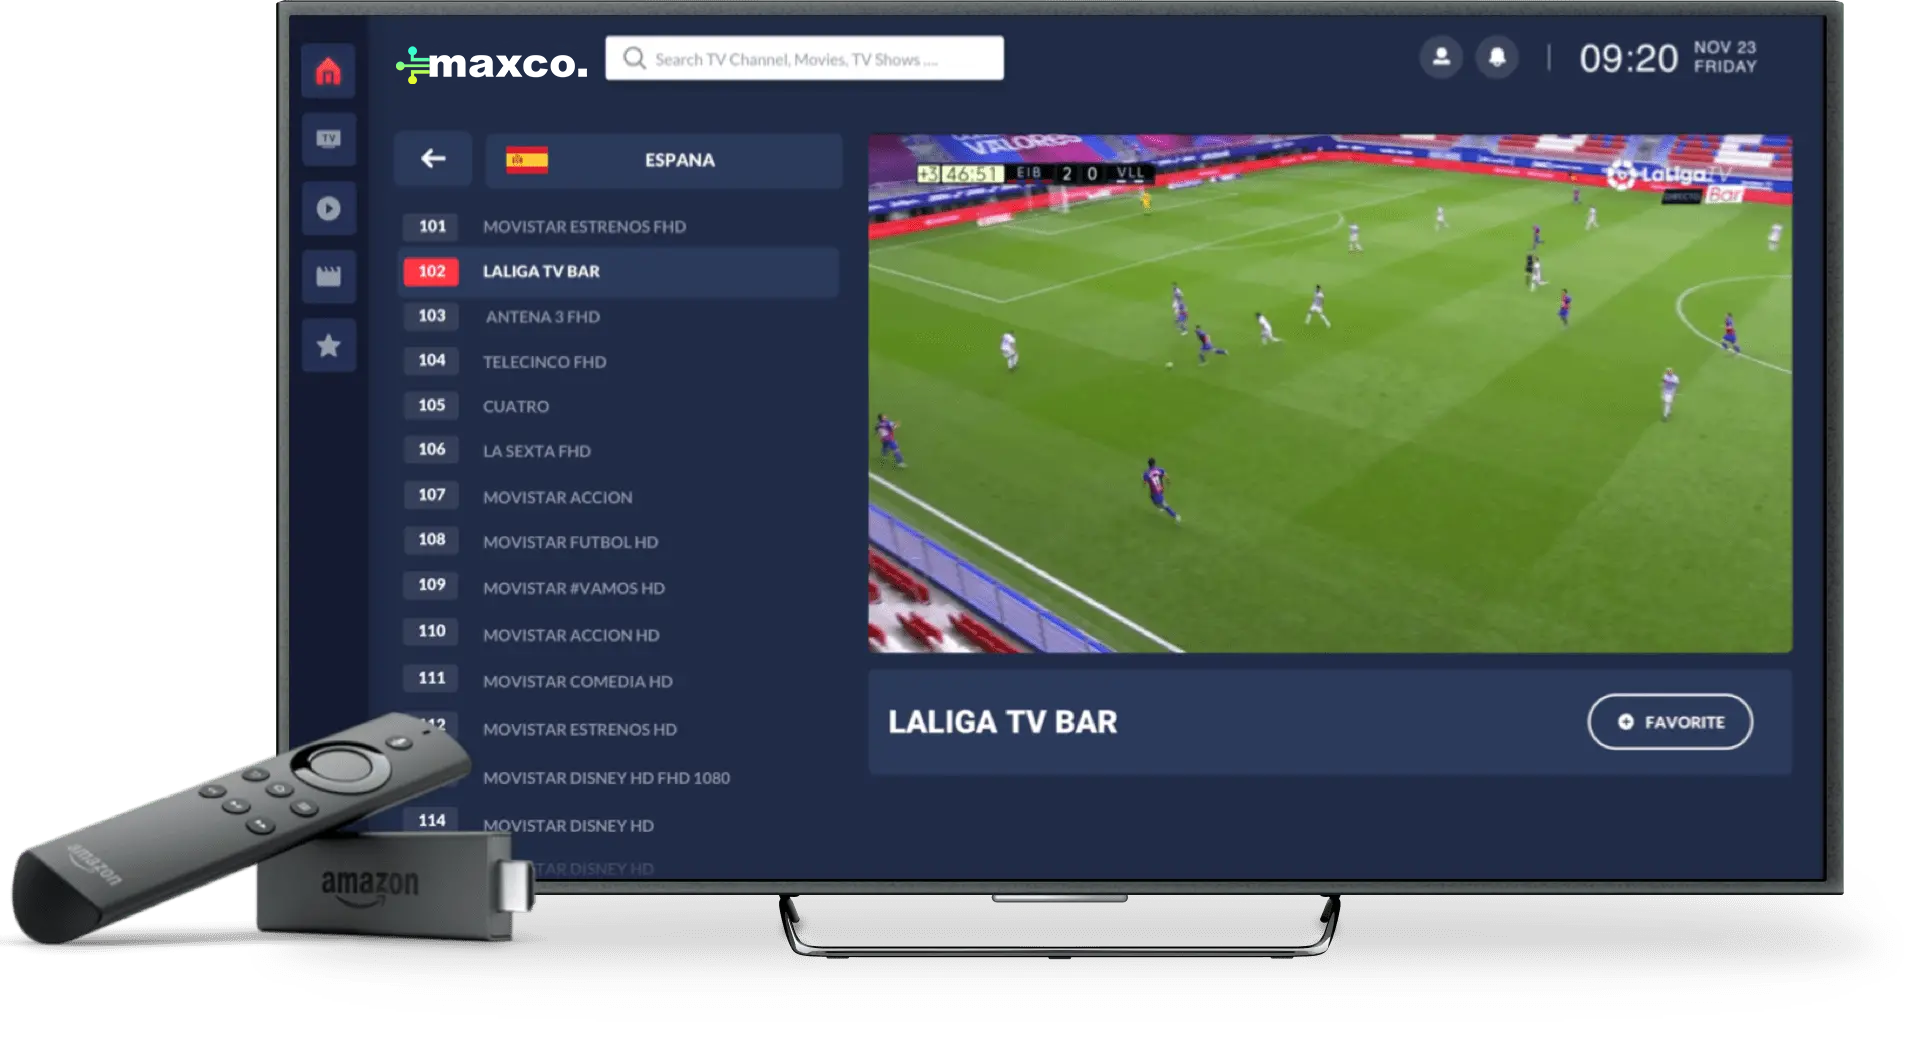 maxco.
Search TV Channel, Movies, TV Shows ....
09:20
NOV 23
FRIDAY
TV
ESPANA
101 MOVISTAR ESTRENOS FHD
102 LALIGA TV BAR
103 ANTENA 3 FHD
104 TELECINCO FHD
105 CUATRO
106 LA SEXTA FHD
107 MOVISTAR ACCION
108 MOVISTAR FUTBOL HD
109 MOVISTAR #VAMOS HD
110 MOVISTAR ACCION HD
111 MOVISTAR COMEDIA HD
112 MOVISTAR ESTRENOS HD
MOVISTAR DISNEY HD FHD 1080
114 MOVISTAR DISNEY HD
TAR DISNEY HD
VALORES
+3 46:51 EIB 2 0 VLL
LaLiga TV
DIRECTO Bar
LALIGA TV BAR
FAVORITE
amazon
amazon